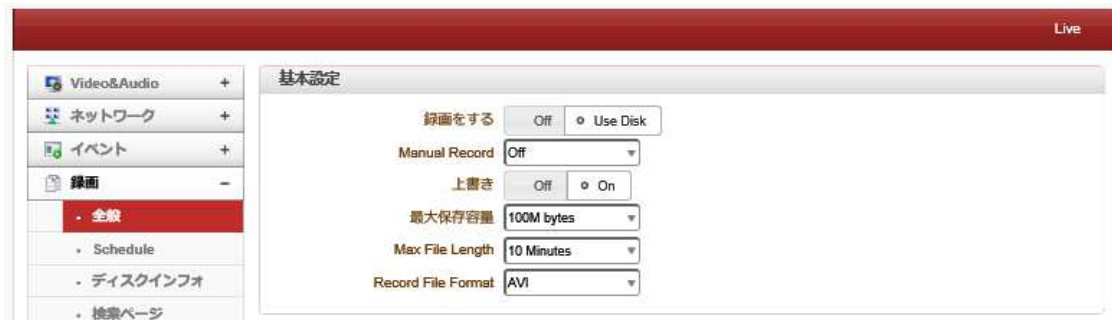 Live
Video&Audio +
ネットワーク +
イベント +
録画 -
・ 全般
・ Schedule
・ ディスクインフォ
・ 検索ページ
基本設定
録画をする Off Use Disk
Manual Record Off
上書き Off On
最大保存容量 100M bytes
Max File Length 10 Minutes
Record File Format AVI